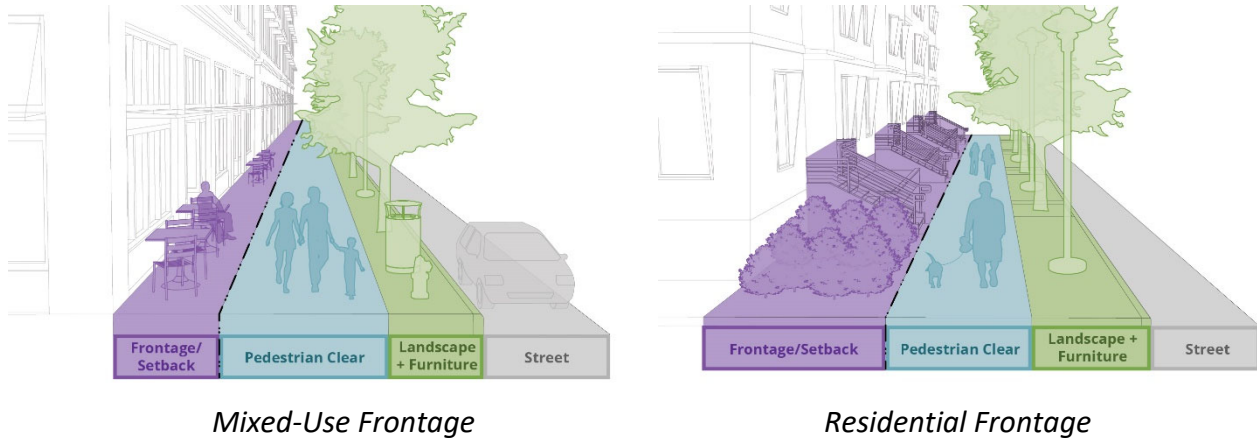 Frontage/
Setback
Pedestrian Clear
Landscape
+ Furniture
Street
Mixed-Use Frontage
Frontage/Setback
Pedestrian Clear
Landscape +
Furniture
Street
Residential Frontage